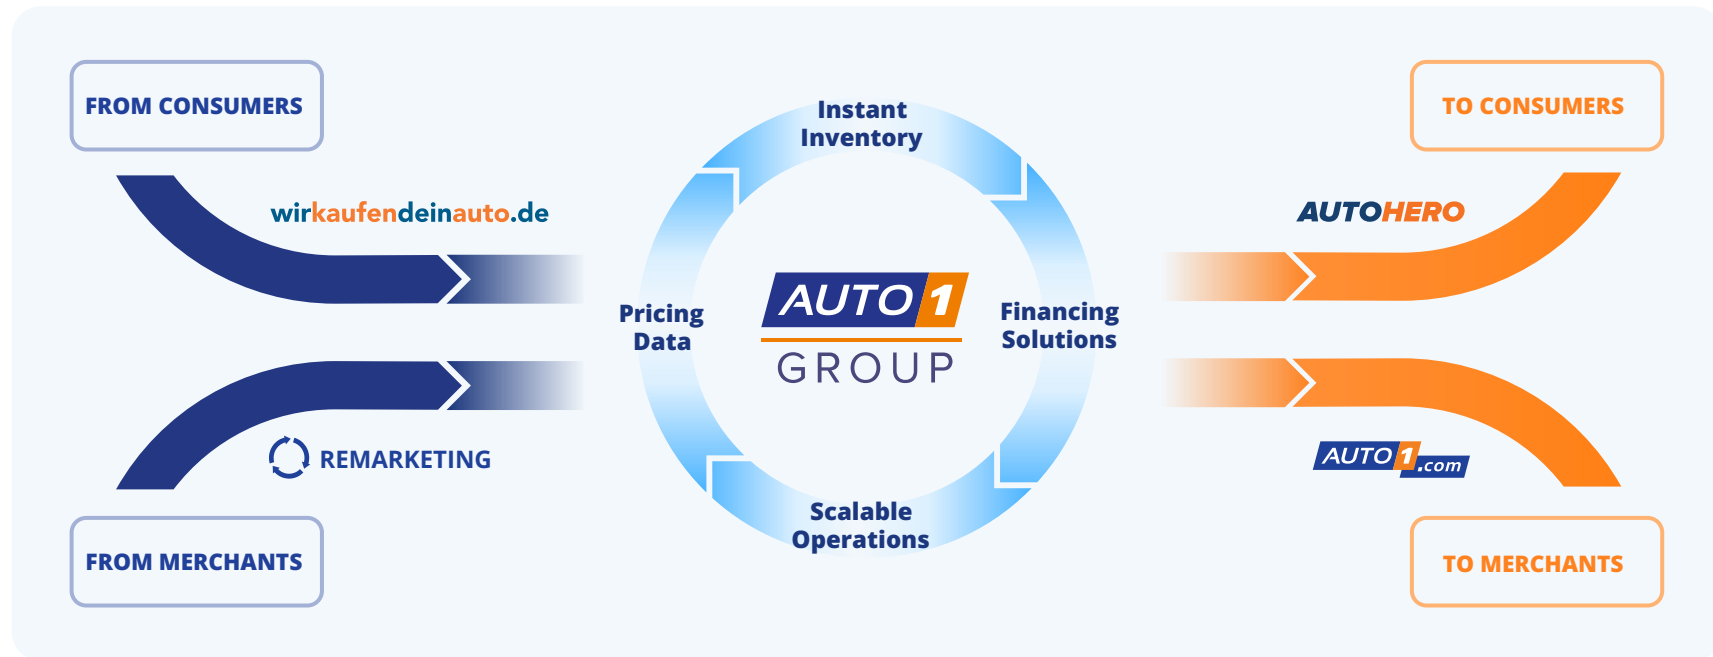 FROM CONSUMERS
wirkaufendeinauto.de
REMARKETING
FROM MERCHANTS
Instant
Inventory
Pricing
Data
AUTO1
GROUP
Financing
Solutions
Scalable
Operations
TO CONSUMERS
AUTOHERO
AUTO1.com
TO MERCHANTS